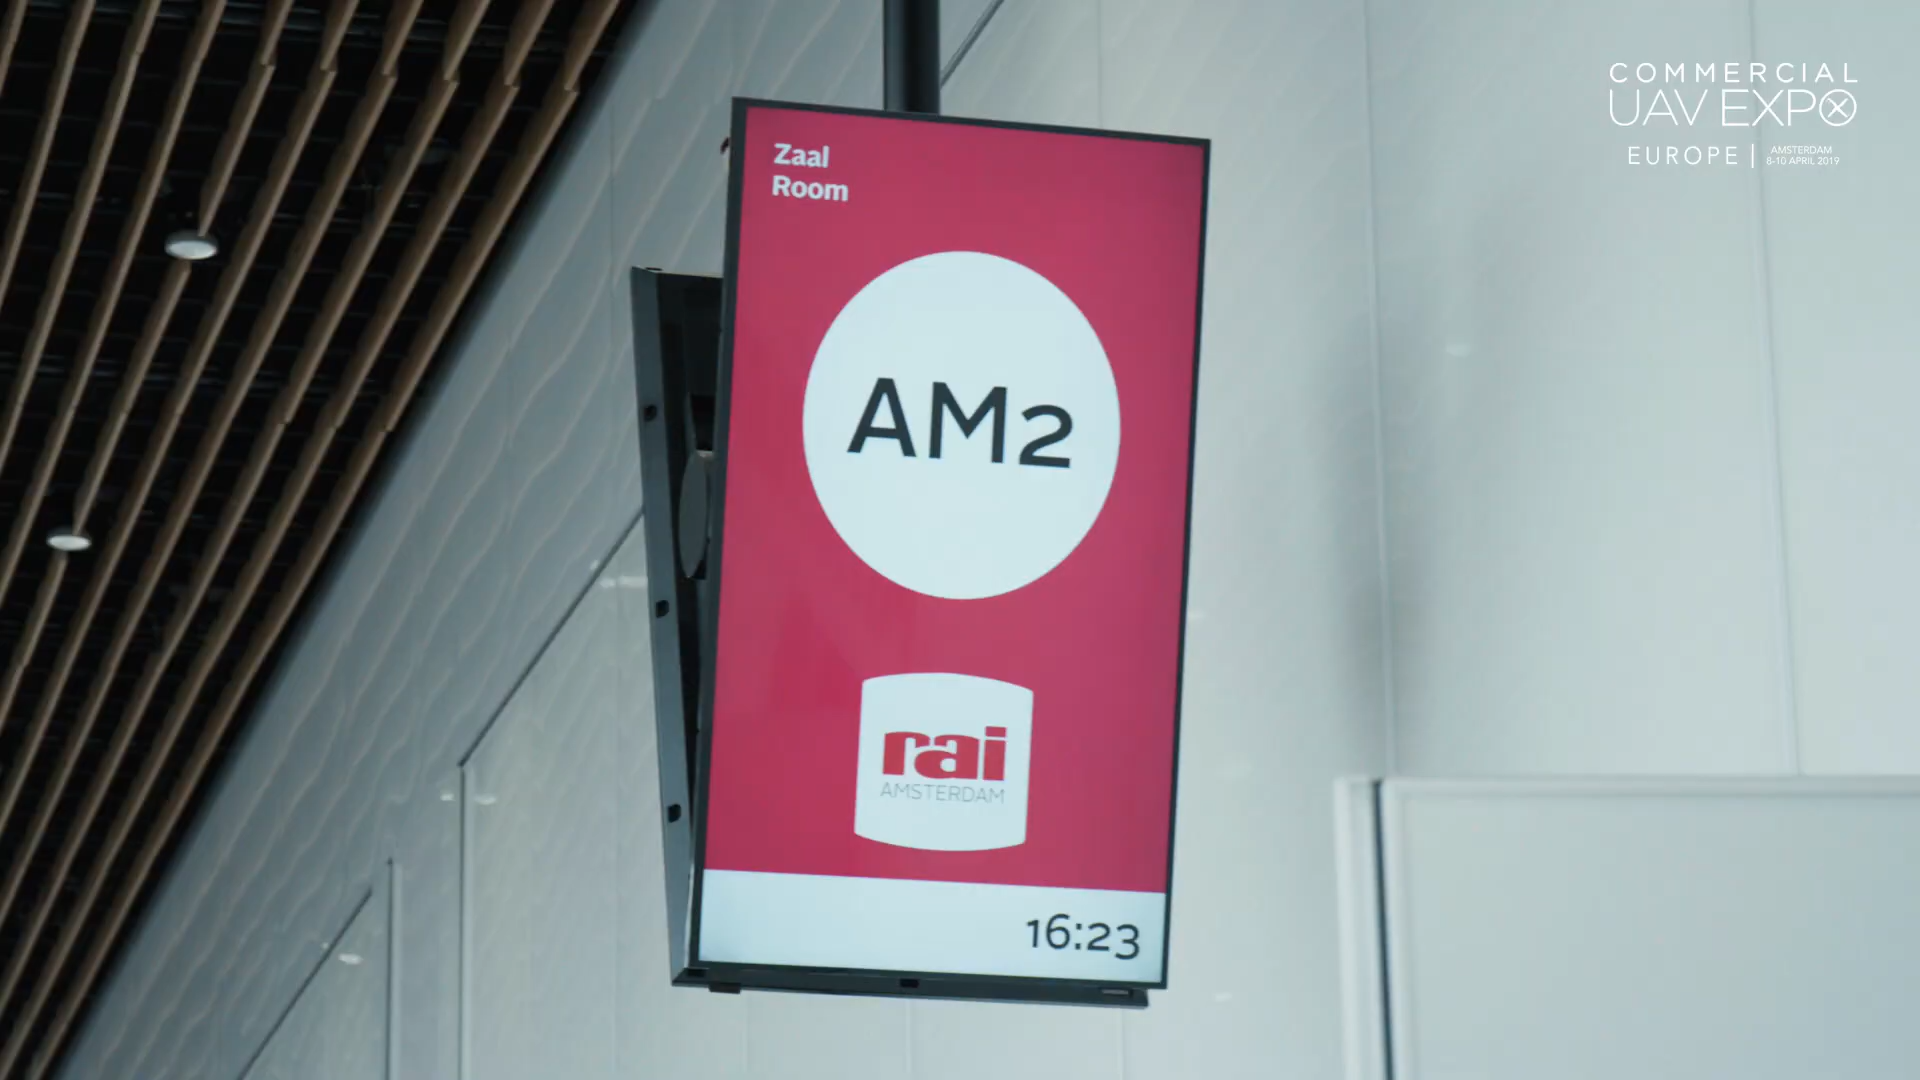 Zaal
Room
AM2
rai
AMSTERDAM
16:23
COMMERCIAL
UAV EXPO
EUROPE | AMSTERDAM
8-10 APRIL 2019